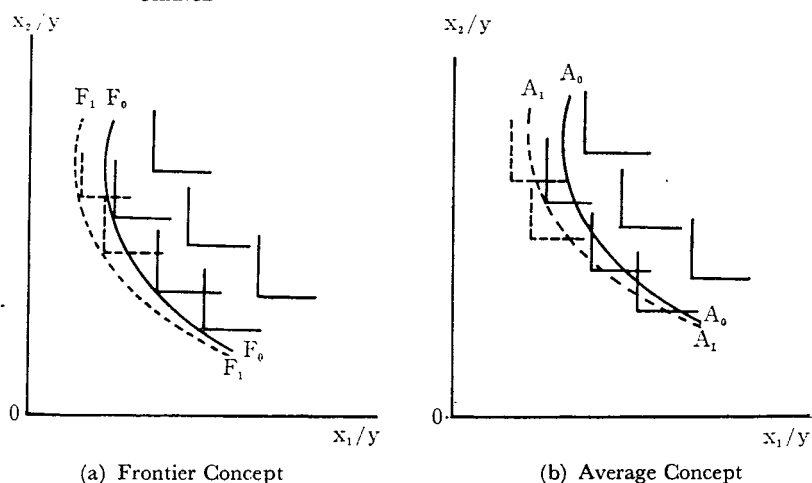 x₂/y
x₂/y
F₁ F₀
A₁
A₀
F₀
F₁
A₀
A₁
0
0
x₁/y
x₁/y
(a) Frontier Concept
(b) Average Concept